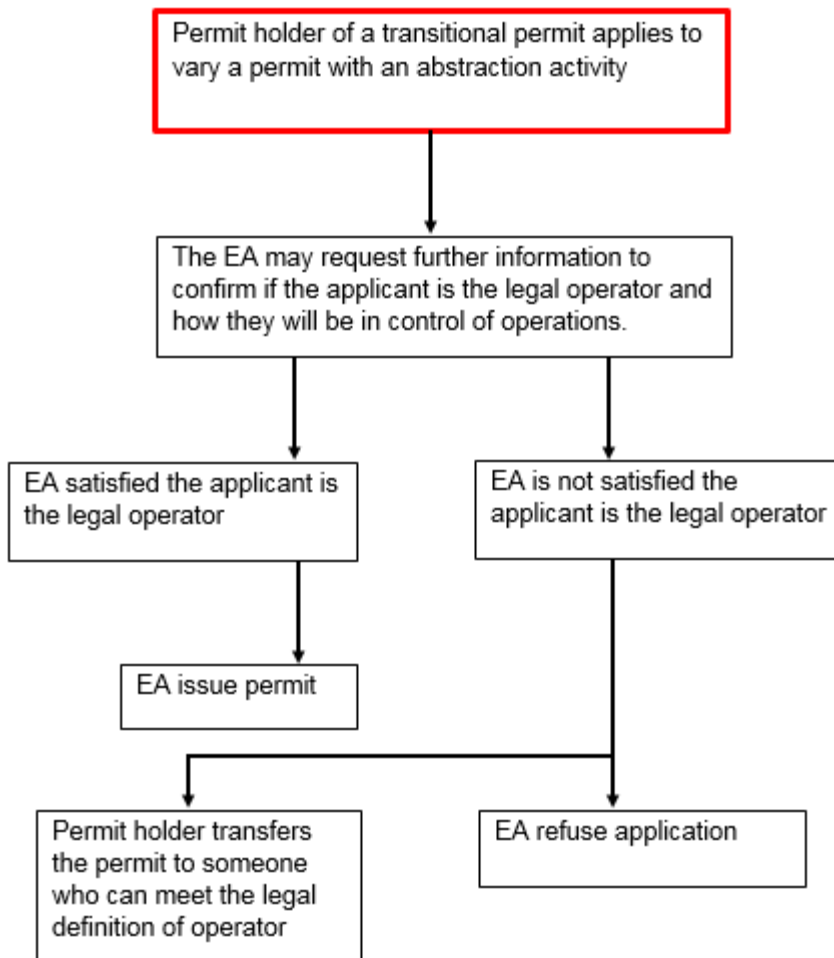 Permit holder of a transitional permit applies to
vary a permit with an abstraction activity
The EA may request further information to
confirm if the applicant is the legal operator and
how they will be in control of operations.
EA satisfied the applicant is
the legal operator
EA is not satisfied the
applicant is the legal operator
EA issue permit
Permit holder transfers
the permit to someone
who can meet the legal
definition of operator
EA refuse application